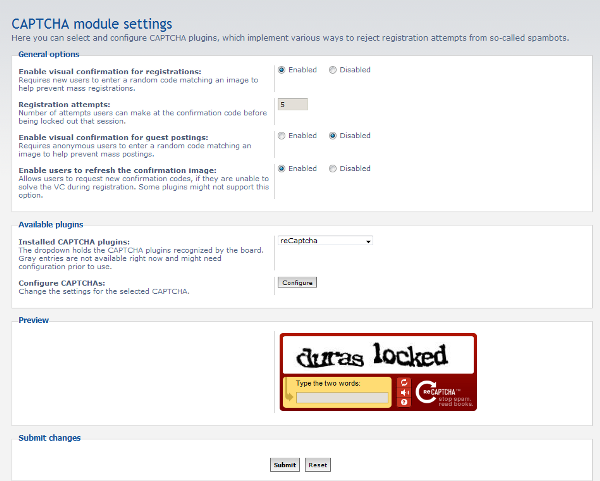 CAPTCHA module settings
Here you can select and configure CAPTCHA plugins, which implement various ways to reject registration attempts from so-called spambots.
General options
Enable visual confirmation for registrations:
Requires new users to enter a random code matching an image to
help prevent mass registrations.
Enabled Disabled
Registration attempts:
Number of attempts users can make at the confirmation code before
being locked out that session.
5
Enable visual confirmation for guest postings:
Requires anonymous users to enter a random code matching an
image to help prevent mass postings.
Enabled Disabled
Enable users to refresh the confirmation image:
Allows users to request new confirmation codes, if they are unable to
solve the VC during registration. Some plugins might not support this
option.
Enabled Disabled
Available plugins
Installed CAPTCHA plugins:
The dropdown holds the CAPTCHA plugins recognized by the board.
Gray entries are not available right now and might need
configuration prior to use.
reCaptcha
Configure CAPTCHAs:
Change the settings for the selected CAPTCHA.
Configure
Preview
duras locked
Type the two words:
reCAPTCHA™
stop spam.
read books.
Submit changes
Submit Reset